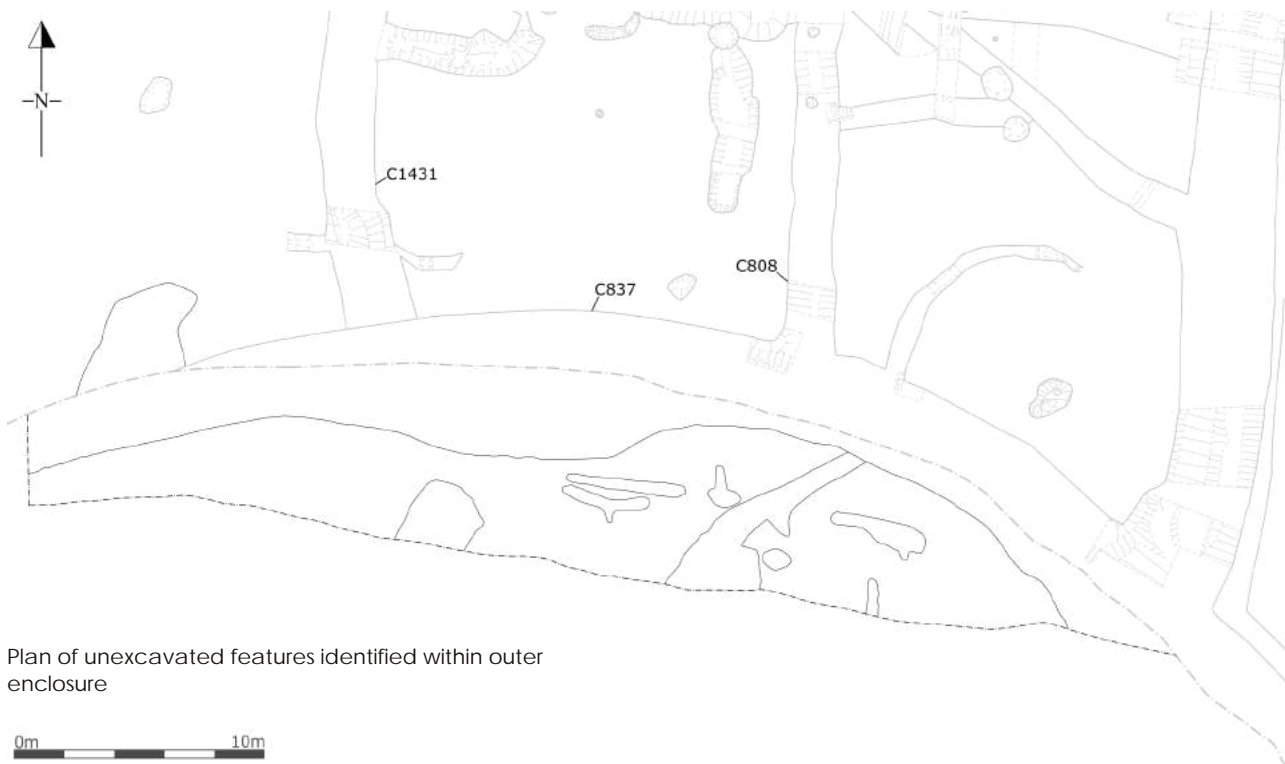 -N-
C1431
C808
C837
Plan of unexcavated features identified within outer
enclosure
0m 10m